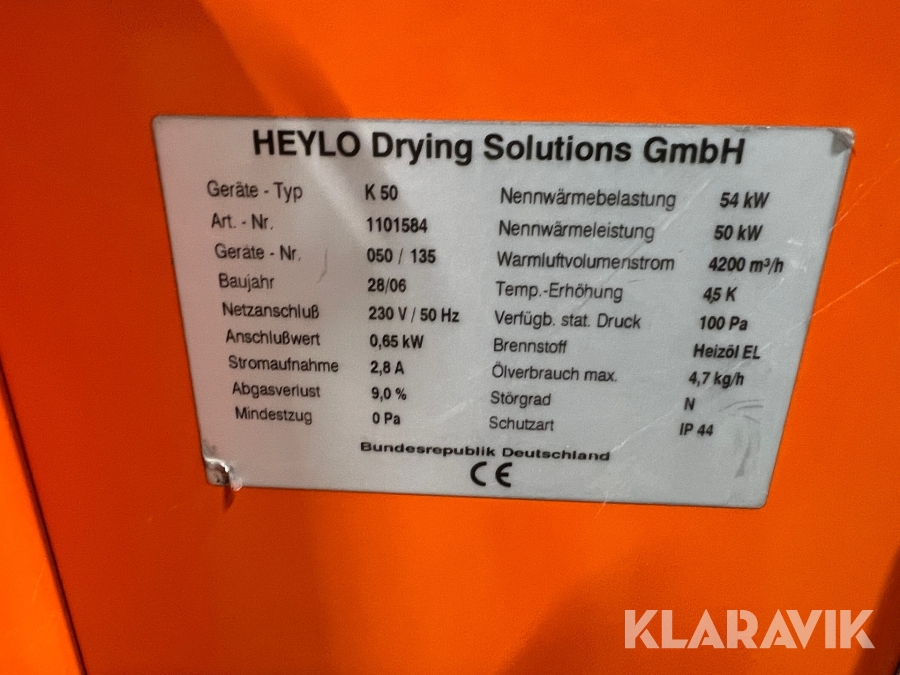 HEYLO Drying Solutions GmbH
Geräte - Typ K 50
Art. - Nr. 1101584
Geräte - Nr. 050 / 135
Baujahr 28/06
Netzanschluß 230 V / 50 Hz
Anschlußwert 0,65 kW
Stromaufnahme 2,8 A
Abgasverlust 9,0 %
Mindestzug 0 Pa
Nennwärmebelastung 54 kW
Nennwärmeleistung 50 kW
Warmluftvolumenstrom 4200 m³/h
Temp.-Erhöhung 45 K
Verfügb. stat. Druck 100 Pa
Brennstoff Heizöl EL
Ölverbrauch max. 4,7 kg/h
Störgrad N
Schutzart IP 44
Bundesrepublik Deutschland
CE
KLARAVIK